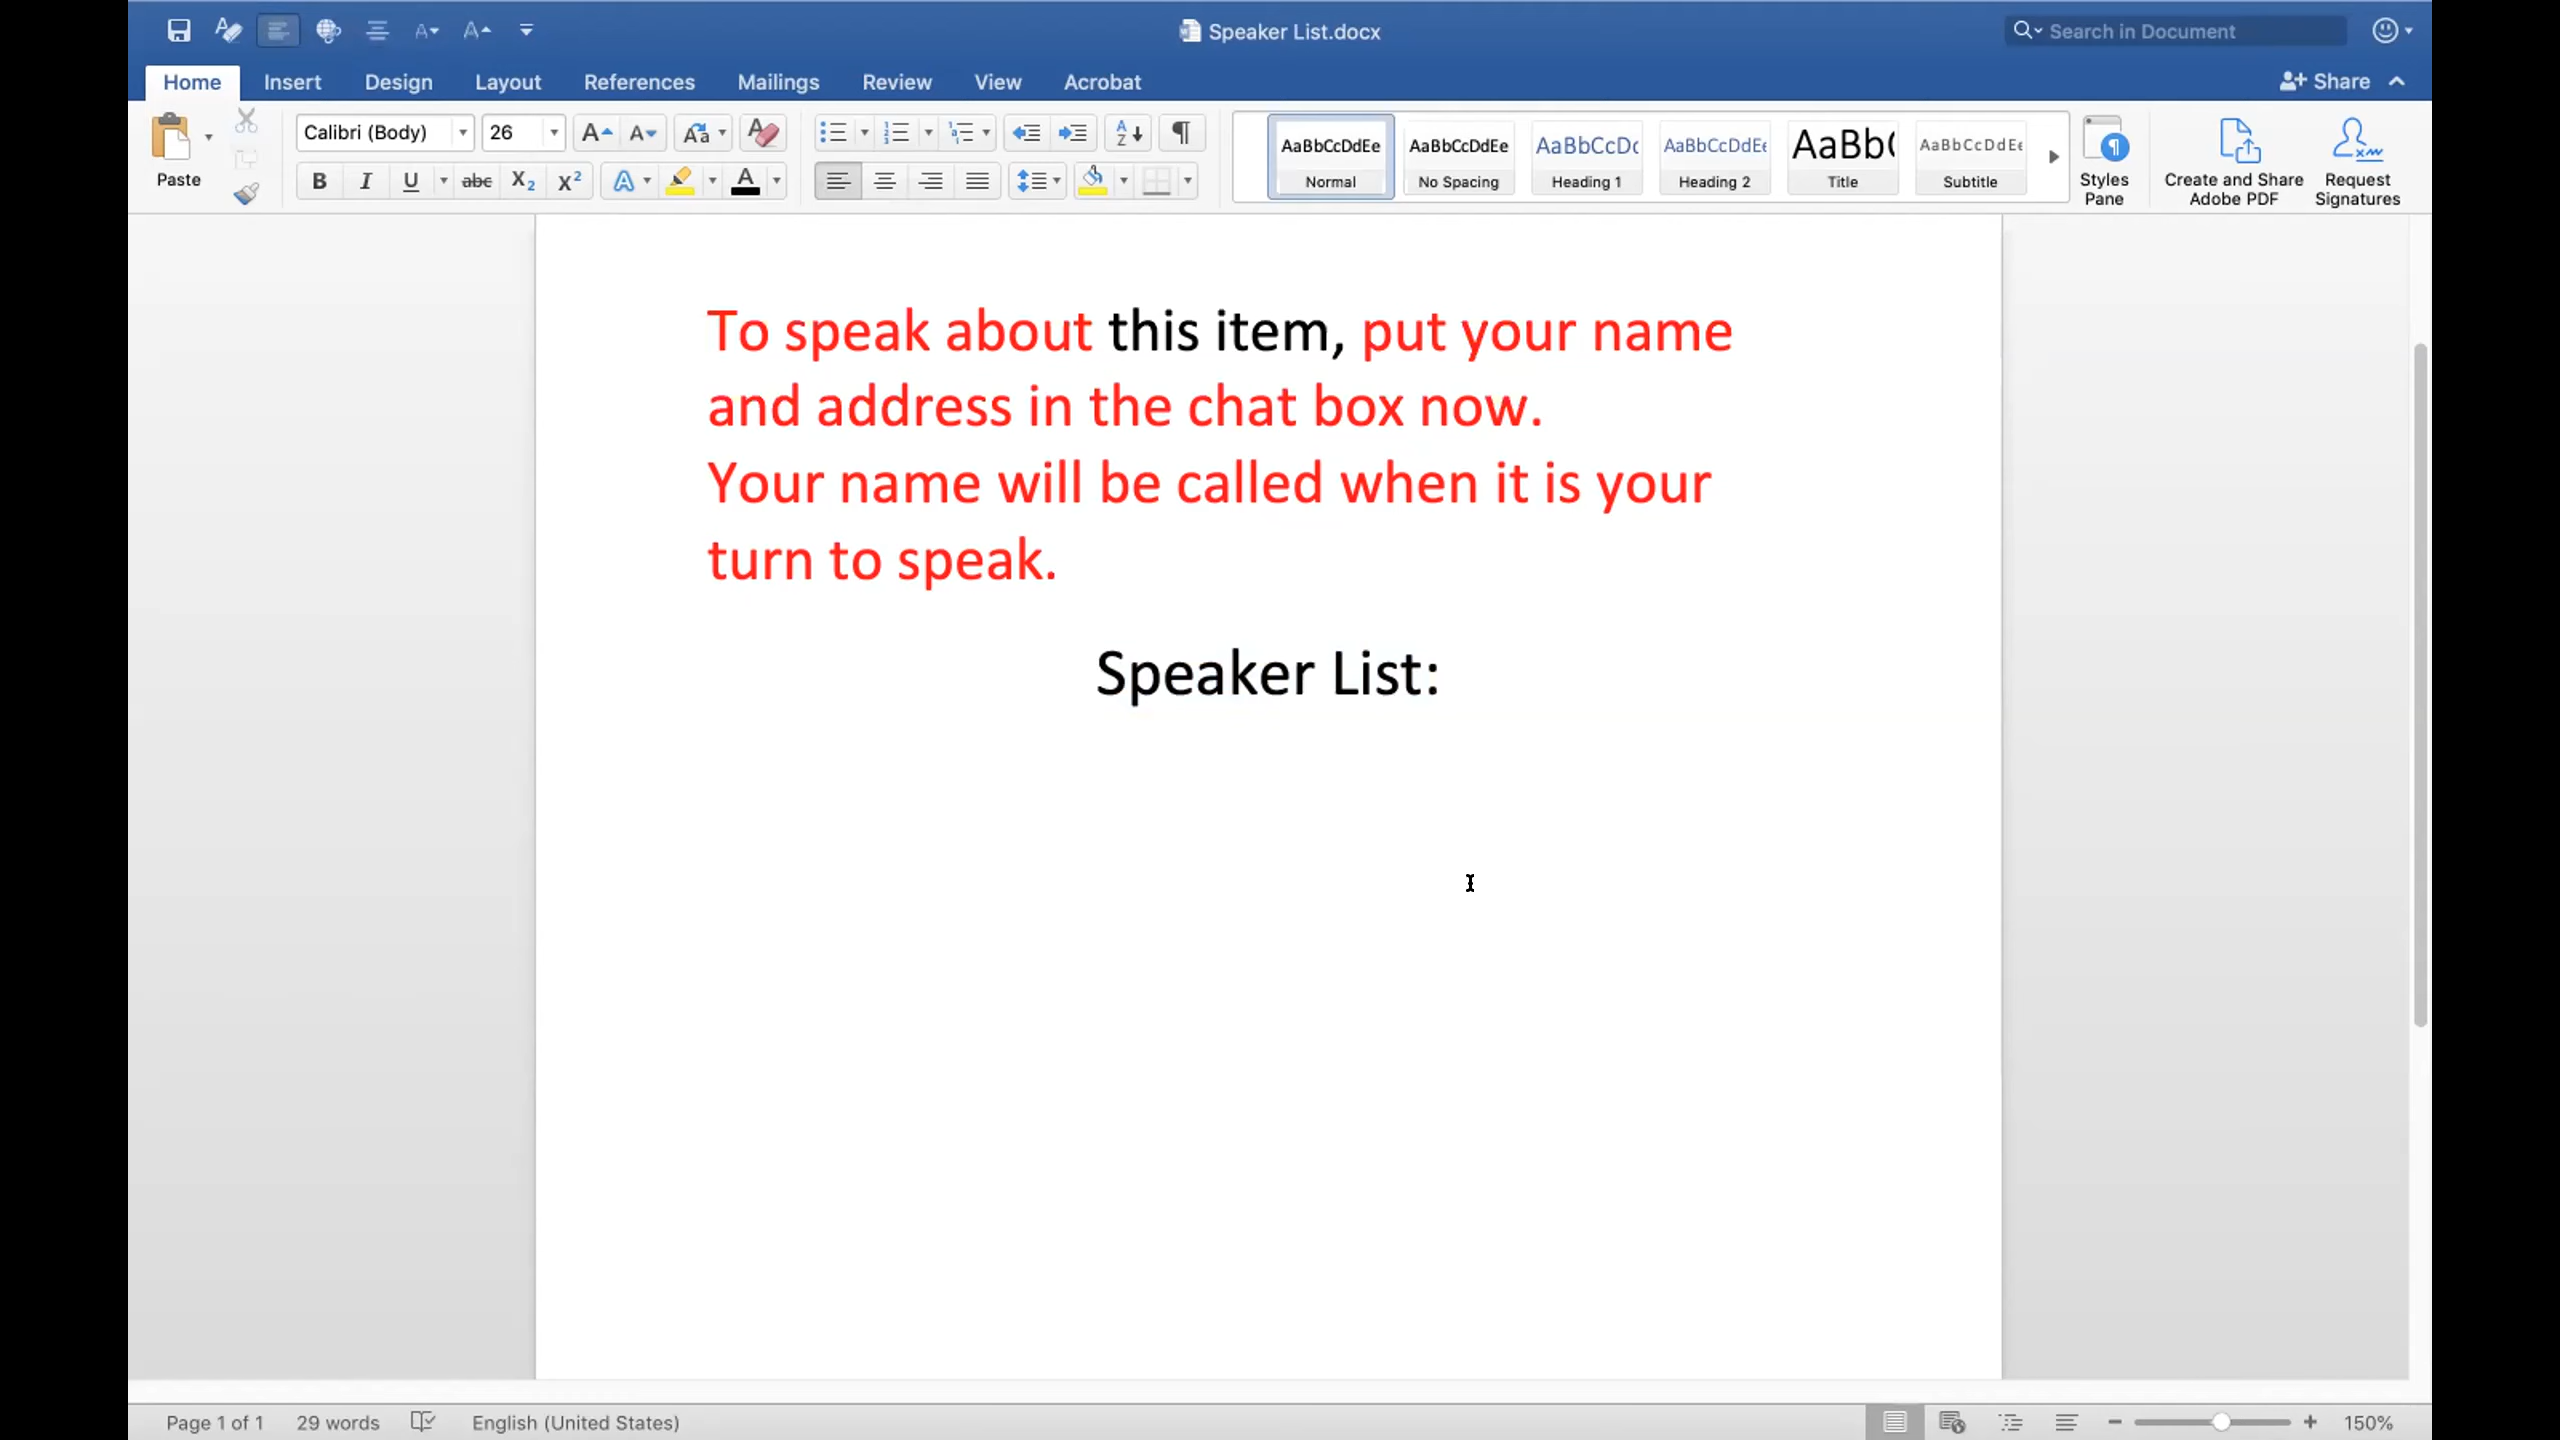 Speaker List.docx
Search in Document
Home Insert Design Layout References Mailings Review View Acrobat
Share
Paste
Calibri (Body) 26
B I U abc X2 X2
AaBbCcDdEe AaBbCcDdEe AaBbCcDc AaBbCcDdEe AaBb( AaBbCcDdEe
Normal No Spacing Heading 1 Heading 2 Title Subtitle
Styles
Pane
Create and Share
Adobe PDF
Request
Signatures
To speak about this item, put your name
and address in the chat box now.
Your name will be called when it is your
turn to speak.
Speaker List:
Page 1 of 1 29 words English (United States) 150%